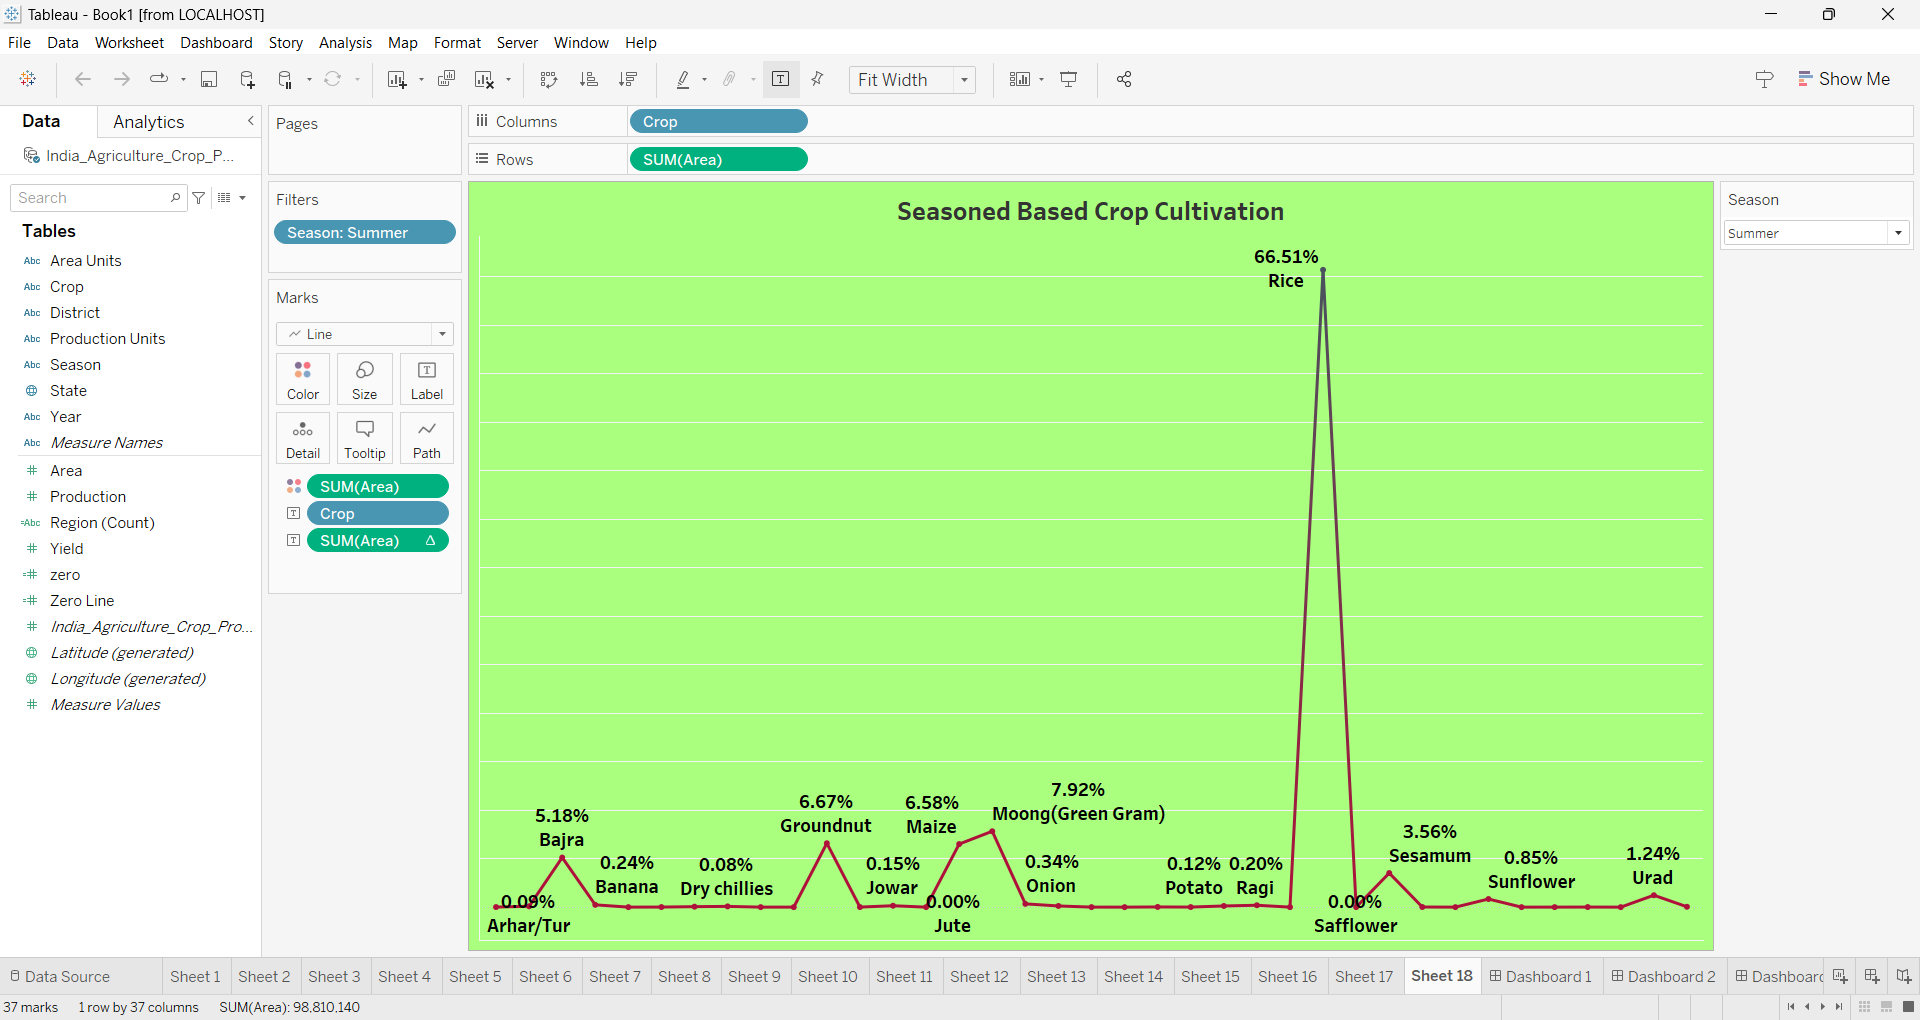 Tableau - Book1 [from LOCALHOST]
File Data Worksheet Dashboard Story Analysis Map Format Server Window Help
Fit Width
Show Me
Data Analytics
India_Agriculture_Crop_P...
Search
Tables
Abc Area Units
Abc Crop
Abc District
Abc Production Units
Abc Season
State
Abc Year
Abc Measure Names
# Area
# Production
=Abc Region (Count)
# Yield
=# zero
=# Zero Line
# India_Agriculture_Crop_Pro...
Latitude (generated)
Longitude (generated)
# Measure Values
Pages
Filters
Season: Summer
Marks
Line
Color Size Label
Detail Tooltip Path
SUM(Area)
Crop
SUM(Area) Δ
Columns Crop
Rows SUM(Area)
Seasoned Based Crop Cultivation
66.51%
Rice
5.18%
Bajra
0.24%
Banana
0.08%
Dry chillies
6.67%
Groundnut
0.15%
Jowar
6.58%
Maize
7.92%
Moong(Green Gram)
0.34%
Onion
0.12%
Potato
0.20%
Ragi
3.56%
Sesamum
0.85%
Sunflower
1.24%
Urad
0.09%
Arhar/Tur
0.00%
Jute
0.00%
Safflower
Season
Summer
Data Source Sheet 1 Sheet 2 Sheet 3 Sheet 4 Sheet 5 Sheet 6 Sheet 7 Sheet 8 Sheet 9 Sheet 10 Sheet 11 Sheet 12 Sheet 13 Sheet 14 Sheet 15 Sheet 16 Sheet 17 Sheet 18 Dashboard 1 Dashboard 2 Dashboard
37 marks 1 row by 37 columns SUM(Area): 98,810,140